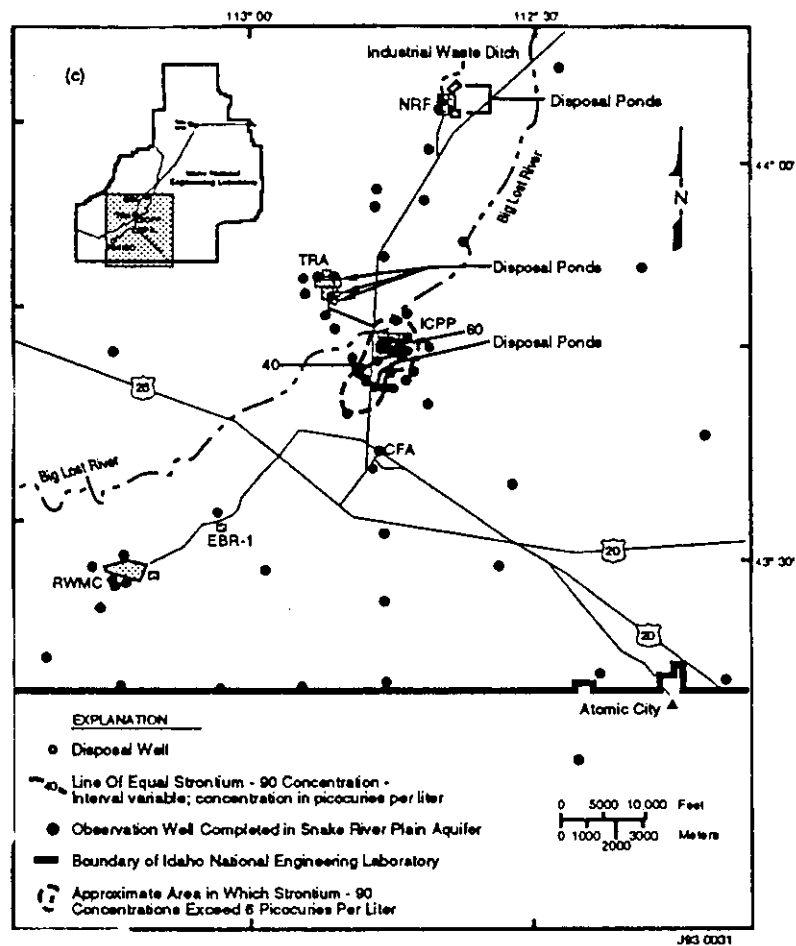 113° 00'
112° 30'
(c)
Industrial Waste Ditch
NRF
Disposal Ponds
44° 00'
Engineering Laboratory
Big Lost River
N
TRA
Disposal Ponds
ICPP
60
40
Disposal Ponds
CFA
Big Lost River
EBR-1
20
43° 30'
RWMC
20
Atomic City
EXPLANATION
Disposal Well
40
Line Of Equal Strontium - 90 Concentration -
Interval variable; concentration in picocuries per liter
Observation Well Completed in Snake River Plain Aquifer
Boundary of Idaho National Engineering Laboratory
Approximate Area in Which Strontium - 90
Concentrations Exceed 6 Picocuries Per Liter
0 5000 10,000 Feet
0 1000 3000 Meters
2000
J93 0031